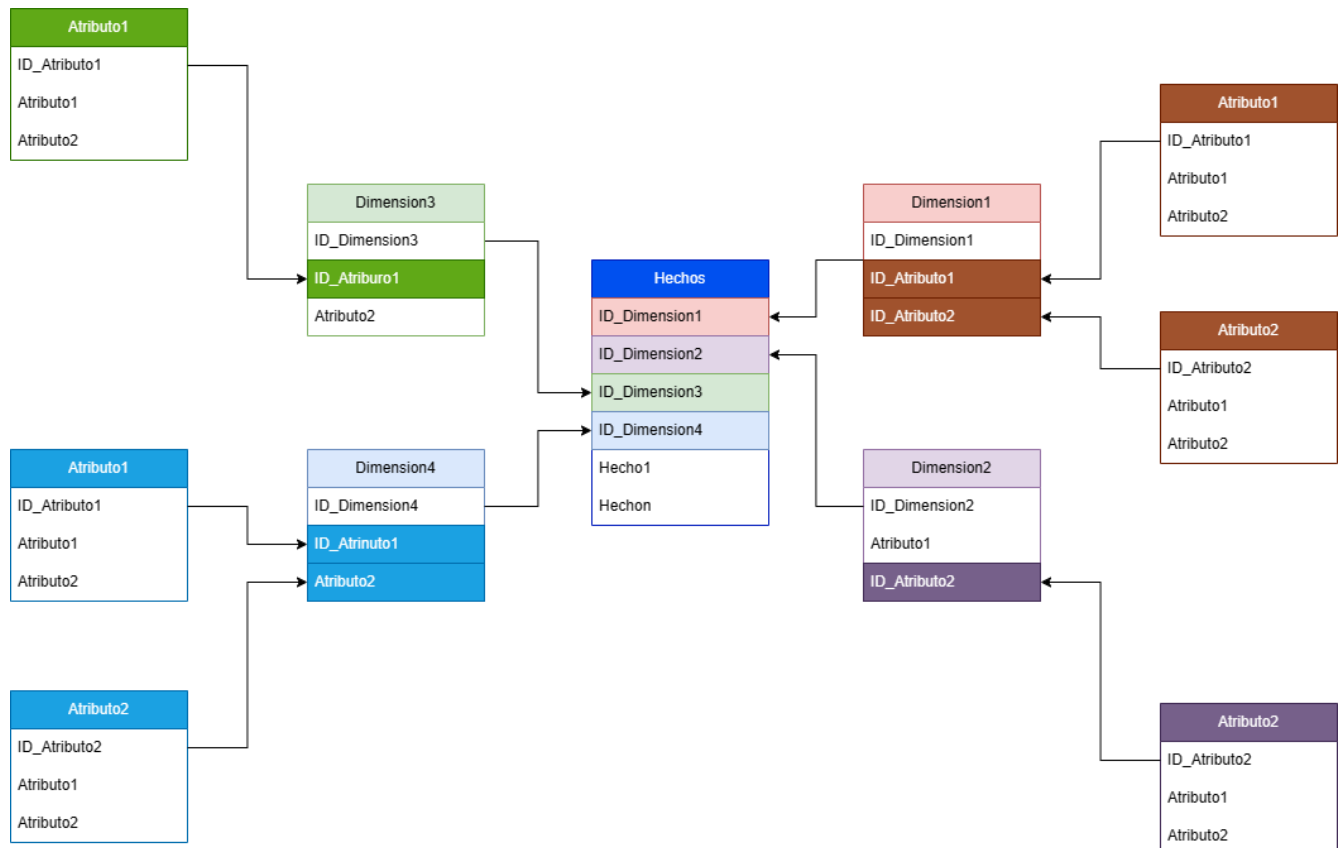 Atributo1
ID_Atributo1
Atributo1
Atributo2
Dimension3
ID_Dimension3
ID_Atriburo1
Atributo2
Atributo1
ID_Atributo1
Atributo1
Atributo2
Dimension4
ID_Dimension4
ID_Atrinuto1
Atributo2
Atributo2
ID_Atributo2
Atributo1
Atributo2
Hechos
ID_Dimension1
ID_Dimension2
ID_Dimension3
ID_Dimension4
Hecho1
Hechon
Dimension1
ID_Dimension1
ID_Atributo1
ID_Atributo2
Dimension2
ID_Dimension2
Atributo1
ID_Atributo2
Atributo1
ID_Atributo1
Atributo1
Atributo2
Atributo2
ID_Atributo2
Atributo1
Atributo2
Atributo2
ID_Atributo2
Atributo1
Atributo2